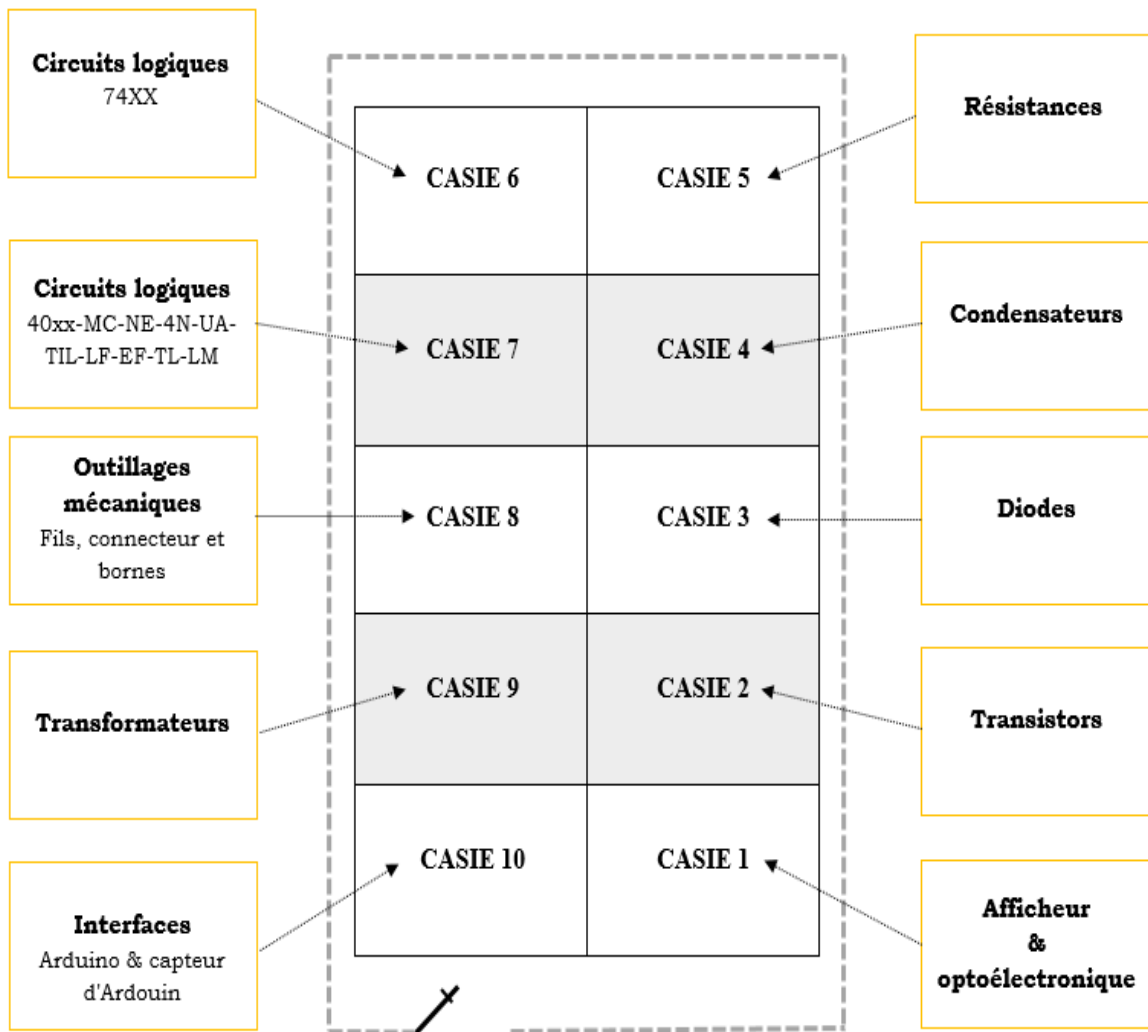 Circuits logiques
74XX
Résistances
CASIE 6
CASIE 5
Circuits logiques
40xx-MC-NE-4N-UA-
TIL-LF-EF-TL-LM
Condensateurs
CASIE 7
CASIE 4
Outillages
mécaniques
Fils, connecteur et
bornes
Diodes
CASIE 8
CASIE 3
Transformateurs
Transistors
CASIE 9
CASIE 2
Interfaces
Arduino & capteur
d'Ardouin
CASIE 10
CASIE 1
Afficheur
&
optoélectronique